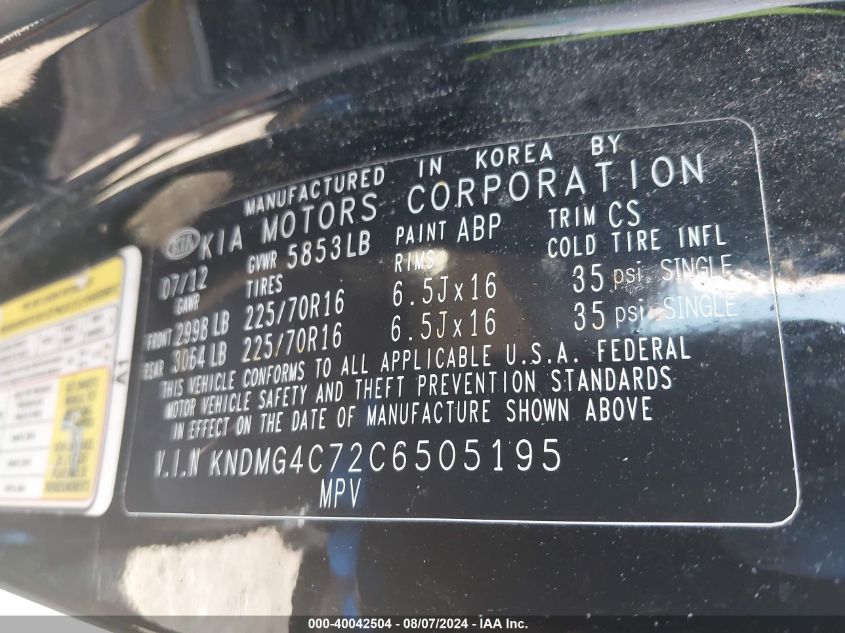 MANUFACTURED IN KOREA BY
KIA KIA MOTORS CORPORATION
07/12 GVWR 5853LB PAINT ABP TRIM CS
GAWR TIRES RIMS COLD TIRE INFL
FRONT 2998 LB 225/70R16 6.5Jx16 35 psi SINGLE
REAR 3064 LB 225/70R16 6.5Jx16 35 psi SINGLE
THIS VEHICLE CONFORMS TO ALL APPLICABLE U.S.A. FEDERAL
MOTOR VEHICLE SAFETY AND THEFT PREVENTION STANDARDS
IN EFFECT ON THE DATE OF MANUFACTURE SHOWN ABOVE
V.I.N KNDMG4C72C6505195
MPV
A1
000-40042504 - 08/07/2024 - IAA Inc.